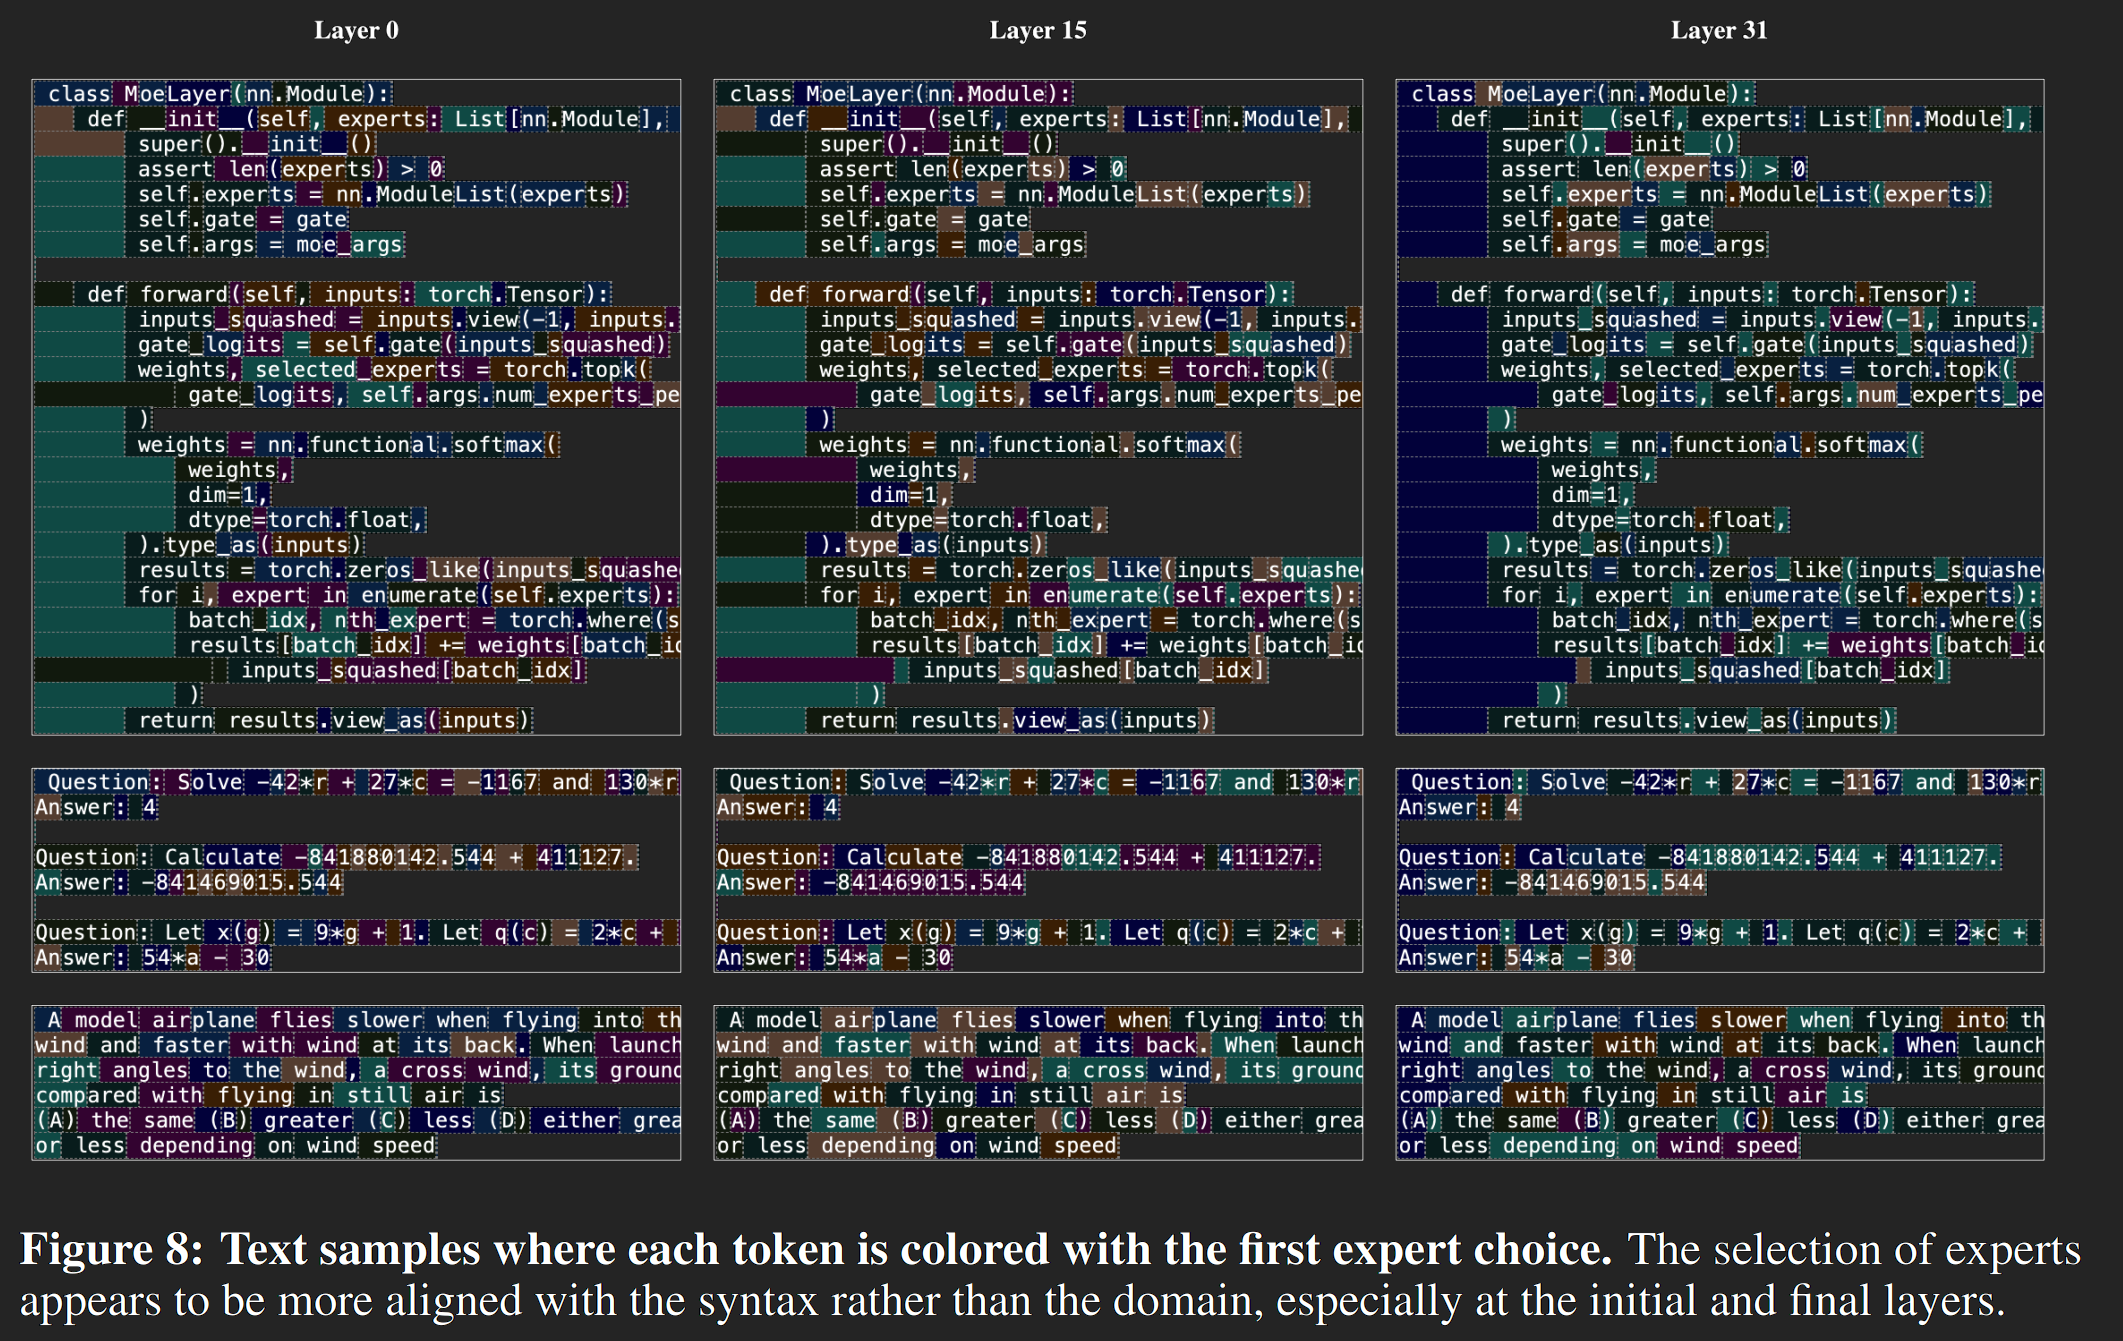 Layer 0
Layer 15
Layer 31
class MoeLayer(nn.Module):
def __init__(self, experts: List[nn.Module],
super().__init__()
assert len(experts) > 0
self.experts = nn.ModuleList(experts)
self.gate = gate
self.args = moe_args
def forward(self, inputs: torch.Tensor):
inputs_squashed = inputs.view(-1, inputs.
gate_logits = self.gate(inputs_squashed)
weights, selected_experts = torch.topk(
gate_logits, self.args.num_experts_pe
)
weights = nn.functional.softmax(
weights,
dim=1,
dtype=torch.float,
).type_as(inputs)
results = torch.zeros_like(inputs_squashe
for i, expert in enumerate(self.experts):
batch_idx, nth_expert = torch.where(s
results[batch_idx] += weights[batch_id
inputs_squashed[batch_idx]
)
return results.view_as(inputs)
Question: Solve -42*r + 27*c = -1167 and 130*r
Answer: 4
Question: Calculate -841880142.544 + 411127.
Answer: -841469015.544
Question: Let x(g) = 9*g + 1. Let q(c) = 2*c +
Answer: 54*a - 30
A model airplane flies slower when flying into th
wind and faster with wind at its back. When launch
right angles to the wind, a cross wind, its ground
compared with flying in still air is
(A) the same (B) greater (C) less (D) either grea
or less depending on wind speed
class MoeLayer(nn.Module):
def __init__(self, experts: List[nn.Module],
super().__init__()
assert len(experts) > 0
self.experts = nn.ModuleList(experts)
self.gate = gate
self.args = moe_args
def forward(self, inputs: torch.Tensor):
inputs_squashed = inputs.view(-1, inputs.
gate_logits = self.gate(inputs_squashed)
weights, selected_experts = torch.topk(
gate_logits, self.args.num_experts_pe
)
weights = nn.functional.softmax(
weights,
dim=1,
dtype=torch.float,
).type_as(inputs)
results = torch.zeros_like(inputs_squashe
for i, expert in enumerate(self.experts):
batch_idx, nth_expert = torch.where(s
results[batch_idx] += weights[batch_id
inputs_squashed[batch_idx]
)
return results.view_as(inputs)
Question: Solve -42*r + 27*c = -1167 and 130*r
Answer: 4
Question: Calculate -841880142.544 + 411127.
Answer: -841469015.544
Question: Let x(g) = 9*g + 1. Let q(c) = 2*c +
Answer: 54*a - 30
A model airplane flies slower when flying into th
wind and faster with wind at its back. When launch
right angles to the wind, a cross wind, its ground
compared with flying in still air is
(A) the same (B) greater (C) less (D) either grea
or less depending on wind speed
class MoeLayer(nn.Module):
def __init__(self, experts: List[nn.Module],
super().__init__()
assert len(experts) > 0
self.experts = nn.ModuleList(experts)
self.gate = gate
self.args = moe_args
def forward(self, inputs: torch.Tensor):
inputs_squashed = inputs.view(-1, inputs.
gate_logits = self.gate(inputs_squashed)
weights, selected_experts = torch.topk(
gate_logits, self.args.num_experts_pe
)
weights = nn.functional.softmax(
weights,
dim=1,
dtype=torch.float,
).type_as(inputs)
results = torch.zeros_like(inputs_squashe
for i, expert in enumerate(self.experts):
batch_idx, nth_expert = torch.where(s
results[batch_idx] += weights[batch_id
inputs_squashed[batch_idx]
)
return results.view_as(inputs)
Question: Solve -42*r + 27*c = -1167 and 130*r
Answer: 4
Question: Calculate -841880142.544 + 411127.
Answer: -841469015.544
Question: Let x(g) = 9*g + 1. Let q(c) = 2*c +
Answer: 54*a - 30
A model airplane flies slower when flying into th
wind and faster with wind at its back. When launch
right angles to the wind, a cross wind, its ground
compared with flying in still air is
(A) the same (B) greater (C) less (D) either grea
or less depending on wind speed
Figure 8: Text samples where each token is colored with the first expert choice. The selection of experts
appears to be more aligned with the syntax rather than the domain, especially at the initial and final layers.